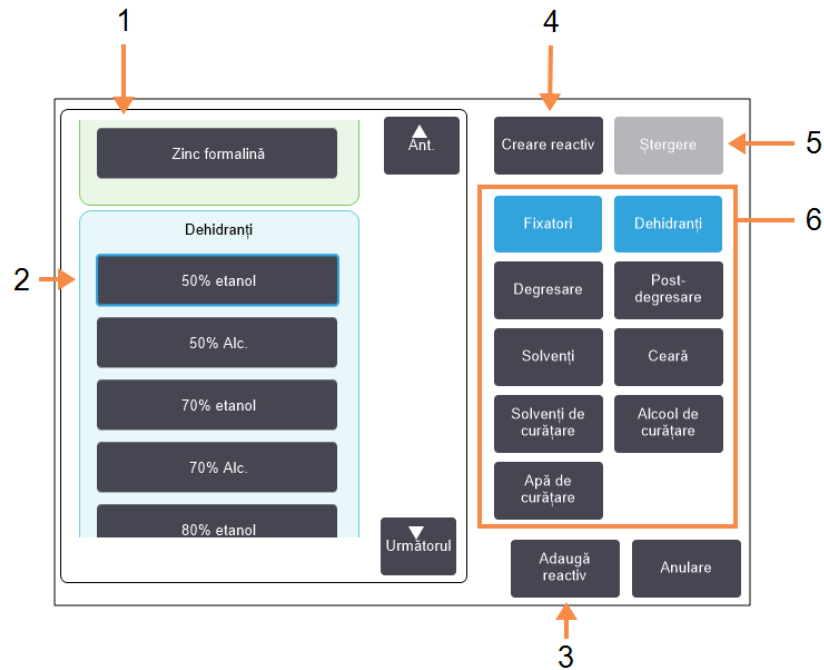 1
4
Zinc formalină
Ant.
Creare reactiv
Ștergere
5
Dehidranți
Fixatori
Dehidranți
6
2
50% etanol
Degresare
Post-
degresare
50% Alc.
Solvenți
Ceară
70% etanol
Solvenți de
curățare
Alcool de
curățare
70% Alc.
Apă de
curățare
80% etanol
Următorul
Adaugă
reactiv
Anulare
3